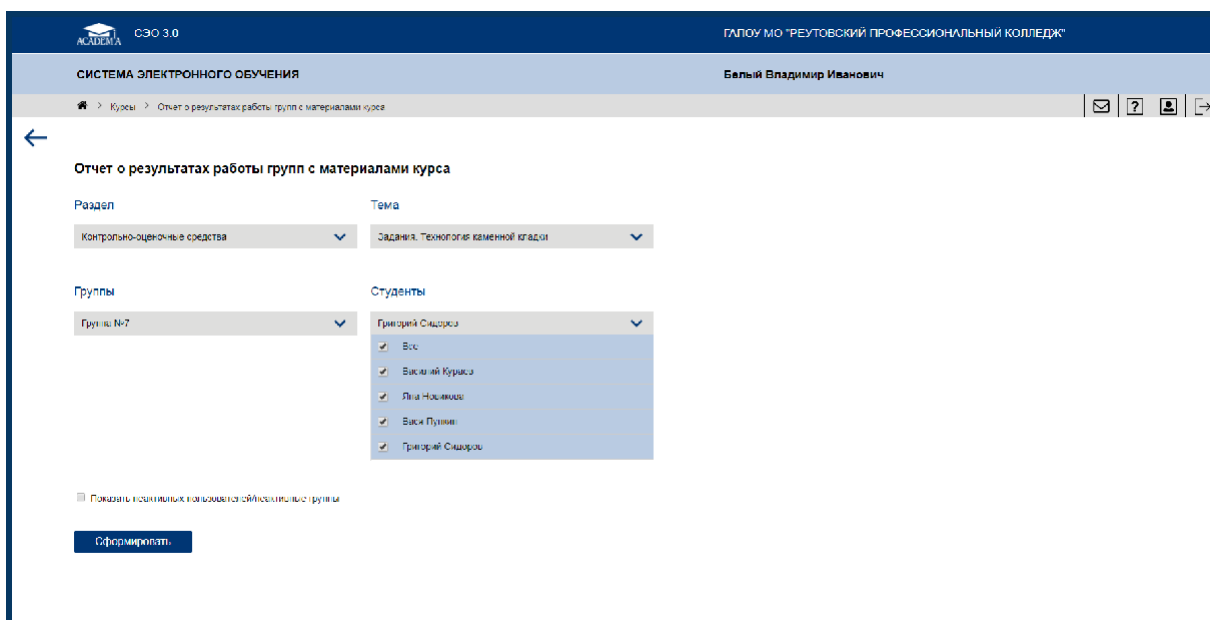 ACADEM'A СЭО 3.0 ГАПОУ МО "РЕУТОВСКИЙ ПРОФЕССИОНАЛЬНЫЙ КОЛЛЕДЖ"
СИСТЕМА ЭЛЕКТРОННОГО ОБУЧЕНИЯ Белый Владимир Иванович
> Курсы > Отчет о результатах работы групп с материалами курса ?
Отчет о результатах работы групп с материалами курса
Раздел Тема
Контрольно-оценочные средства Задания. Технология каменной кладки
Группы Студенты
Группа №7 Григорий Сидоров
Все
Василий
Яна Новикова
Вася Пупкин
Григорий Сидоров
Показать неактивных пользователей/неактивные группы
Сформировать